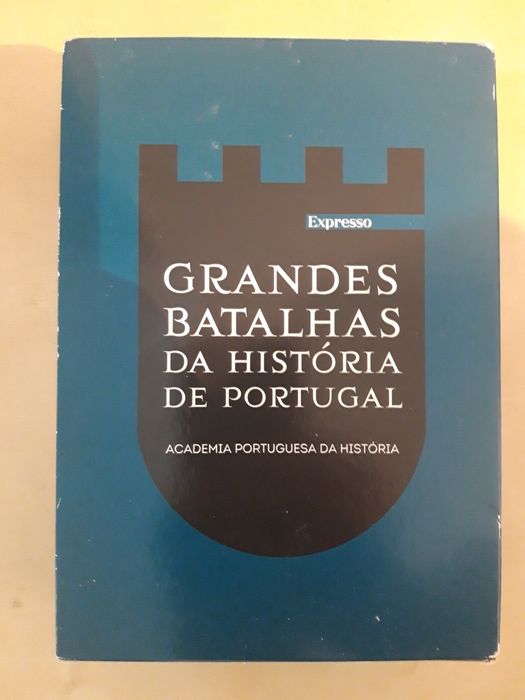 Expresso
GRANDES
BATALHAS
DA HISTÓRIA
DE PORTUGAL
ACADEMIA PORTUGUESA DA HISTÓRIA